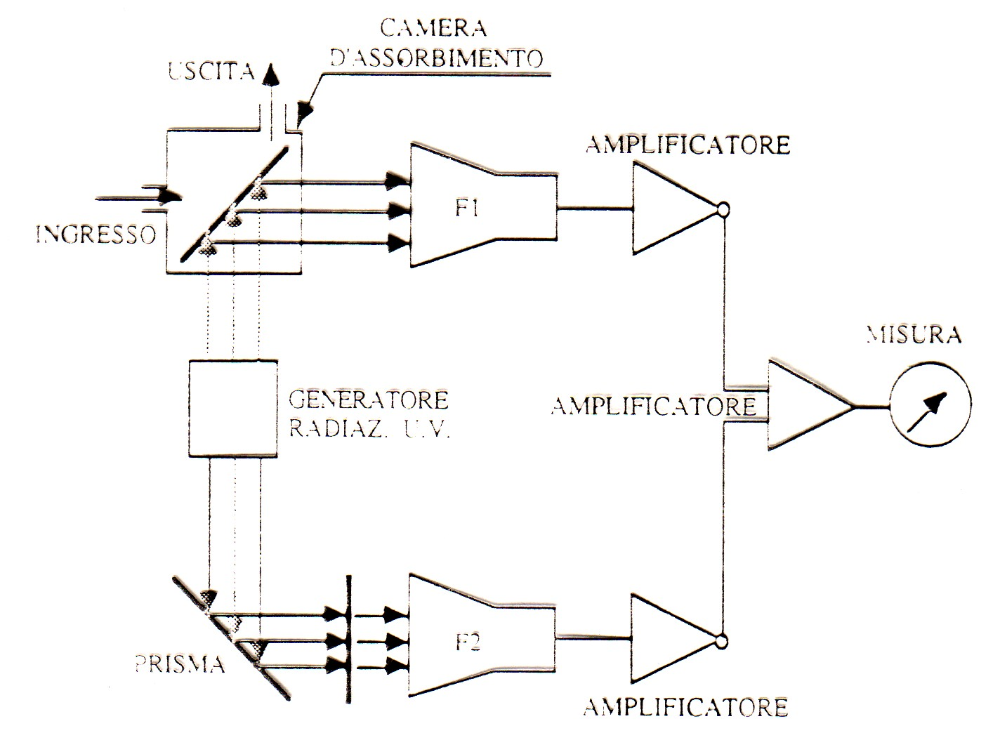 CAMERA
D'ASSORBIMENTO
USCITA
AMPLIFICATORE
F1
INGRESSO
MISURA
GENERATORE
RADIAZ. U.V.
AMPLIFICATORE
F2
PRISMA
AMPLIFICATORE